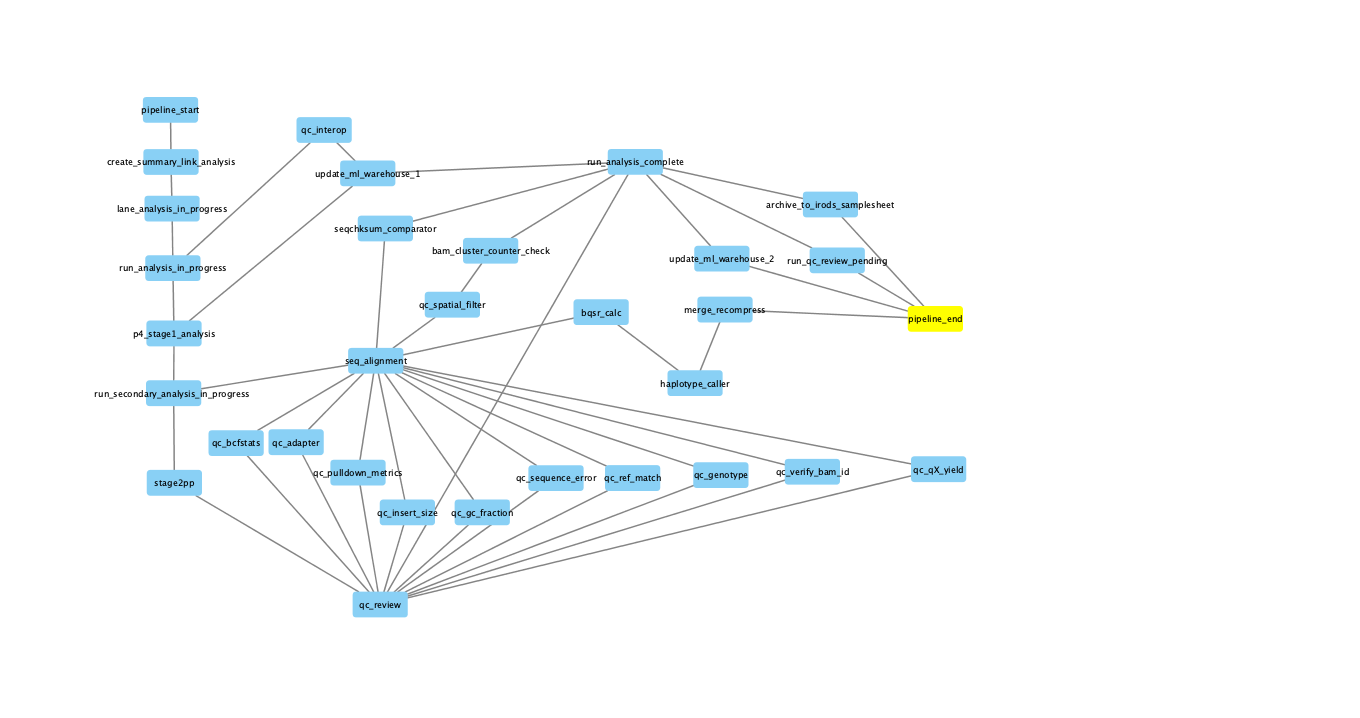 pipeline_start
qc_interop
create_summary_link_analysis
run_analysis_complete
update_ml_warehouse_1
lane_analysis_in_progress
archive_to_irods_samplesheet
seqchksum_comparator
bam_cluster_counter_check
update_ml_warehouse_2
run_qc_review_pending
run_analysis_in_progress
qc_spatial_filter
bqsr_calc
merge_recompress
pipeline_end
p4_stage1_analysis
seq_alignment
haplotype_caller
run_secondary_analysis_in_progress
qc_bcfstats
qc_adapter
qc_pulldown_metrics
qc_sequence_error
qc_ref_match
qc_genotype
qc_verify_bam_id
qc_qX_yield
stage2pp
qc_insert_size
qc_gc_fraction
qc_review